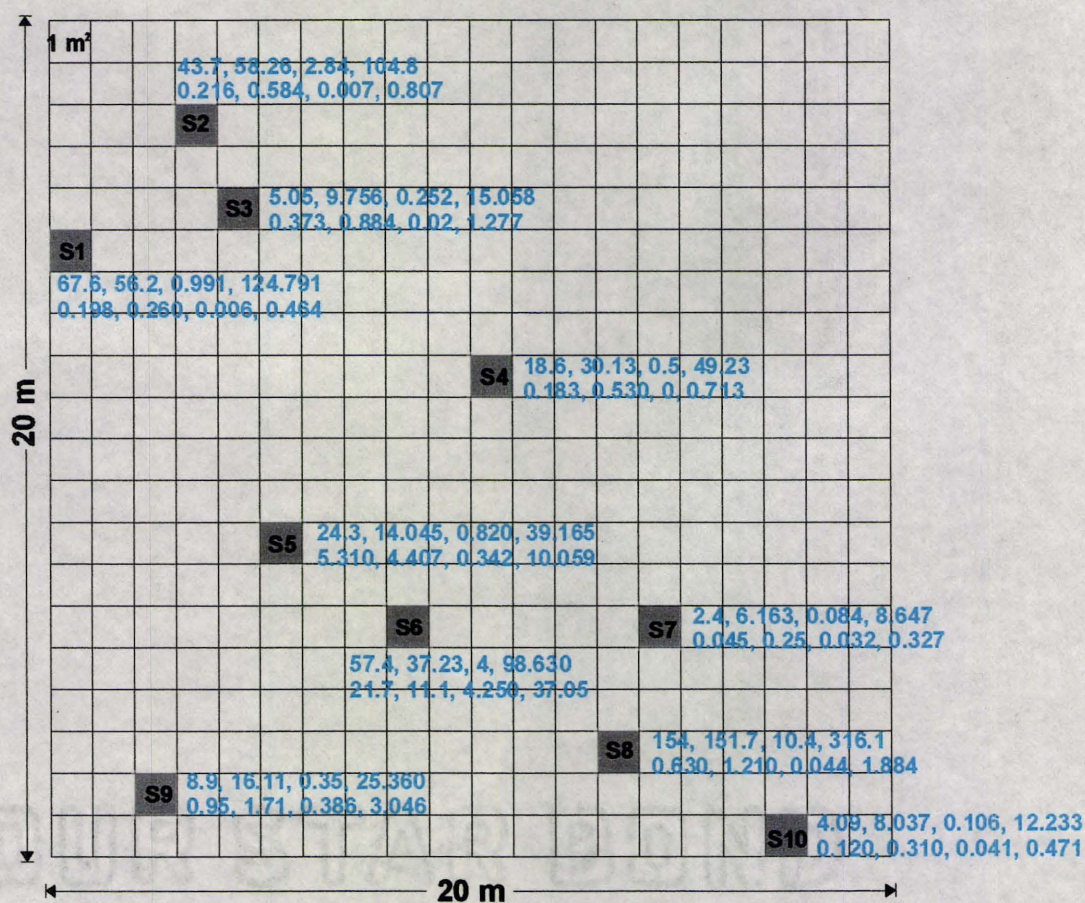 1 m²
43.7, 58.26, 2.84, 104.8
0.216, 0.584, 0.007, 0.807
S2
S3
5.05, 9.756, 0.252, 15.058
0.373, 0.884, 0.02, 1.277
S1
67.6, 56.2, 0.991, 124.791
0.198, 0.260, 0.006, 0.464
S4
18.6, 30.13, 0.5, 49.23
0.183, 0.530, 0, 0.713
20 m
S5
24.3, 14.045, 0.820, 39.165
5.310, 4.407, 0.342, 10.059
S6
57.4, 37.23, 4, 98.630
21.7, 11.1, 4.250, 37.05
S7
2.4, 6.163, 0.084, 8.647
0.045, 0.25, 0.032, 0.327
S8
154, 151.7, 10.4, 316.1
0.630, 1.210, 0.044, 1.884
S9
8.9, 16.11, 0.35, 25.360
0.95, 1.71, 0.386, 3.046
S10
4.09, 8.037, 0.106, 12.233
0.120, 0.310, 0.041, 0.471
20 m